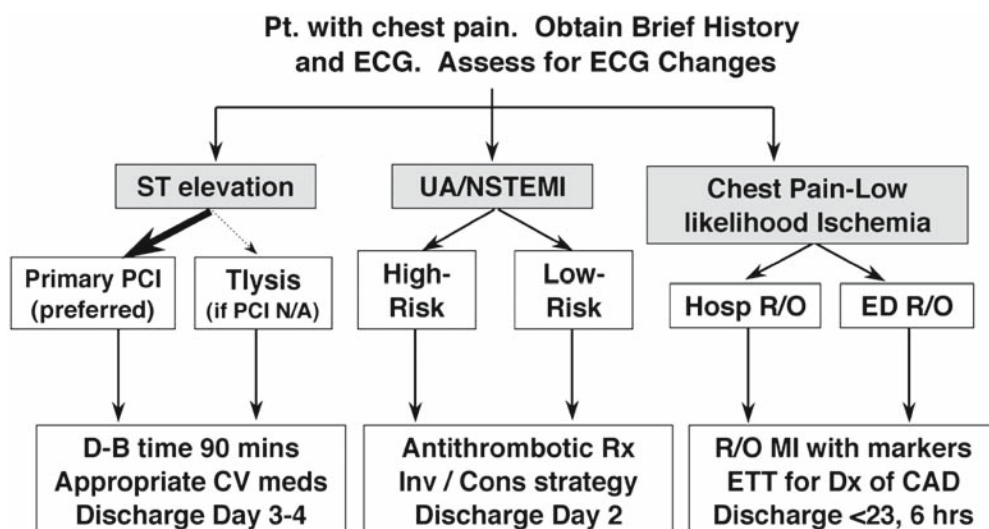 Pt. with chest pain. Obtain Brief History
and ECG. Assess for ECG Changes
ST elevation
UA/NSTEMI
Chest Pain-Low
likelihood Ischemia
Primary PCI
(preferred)
Tlysis
(if PCI N/A)
High-
Risk
Low-
Risk
Hosp R/O
ED R/O
D-B time 90 mins
Appropriate CV meds
Discharge Day 3-4
Antithrombotic Rx
Inv / Cons strategy
Discharge Day 2
R/O MI with markers
ETT for Dx of CAD
Discharge <23, 6 hrs